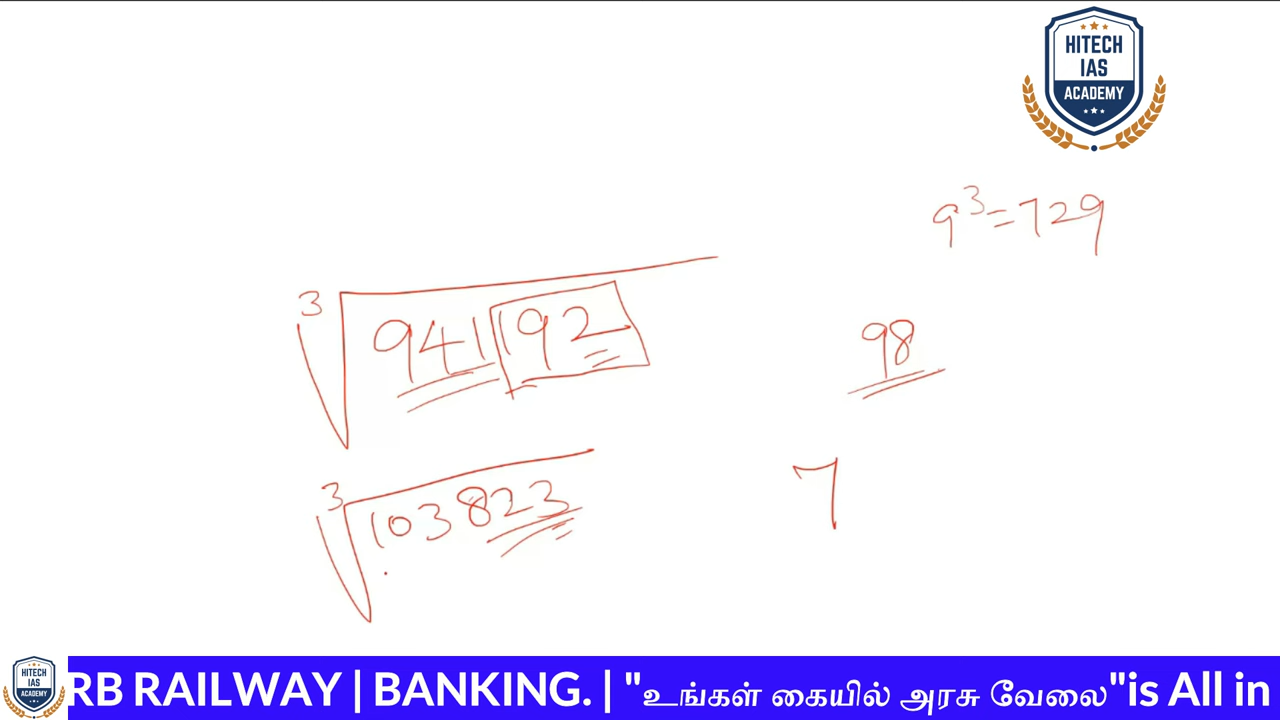 HITECH
IAS
ACADEMY
9³=729
³√941192
98
³√103823
7
HITECH
IAS
ACADEMY
RB RAILWAY | BANKING. | "உங்கள் கையில் அரசு வேலை"is All in